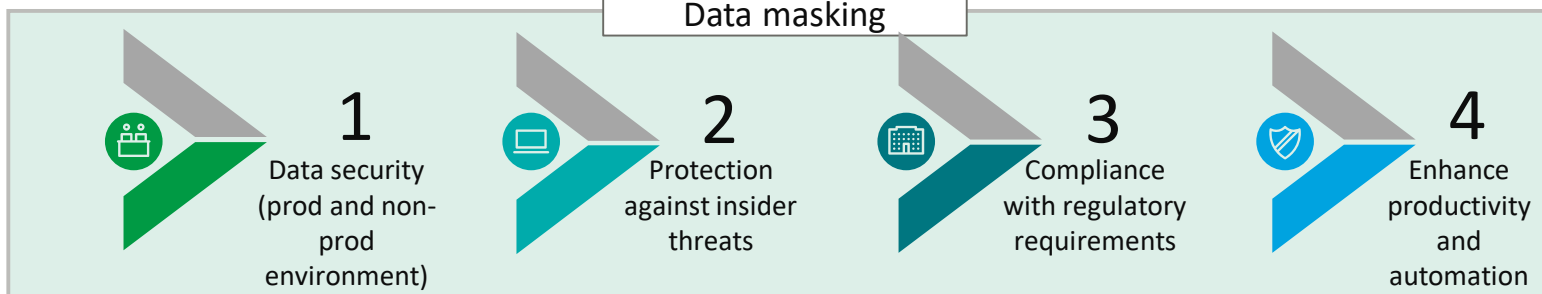 Data masking
1
Data security
(prod and non-
prod
environment)
2
Protection
against insider
threats
3
Compliance
with regulatory
requirements
4
Enhance
productivity
and
automation